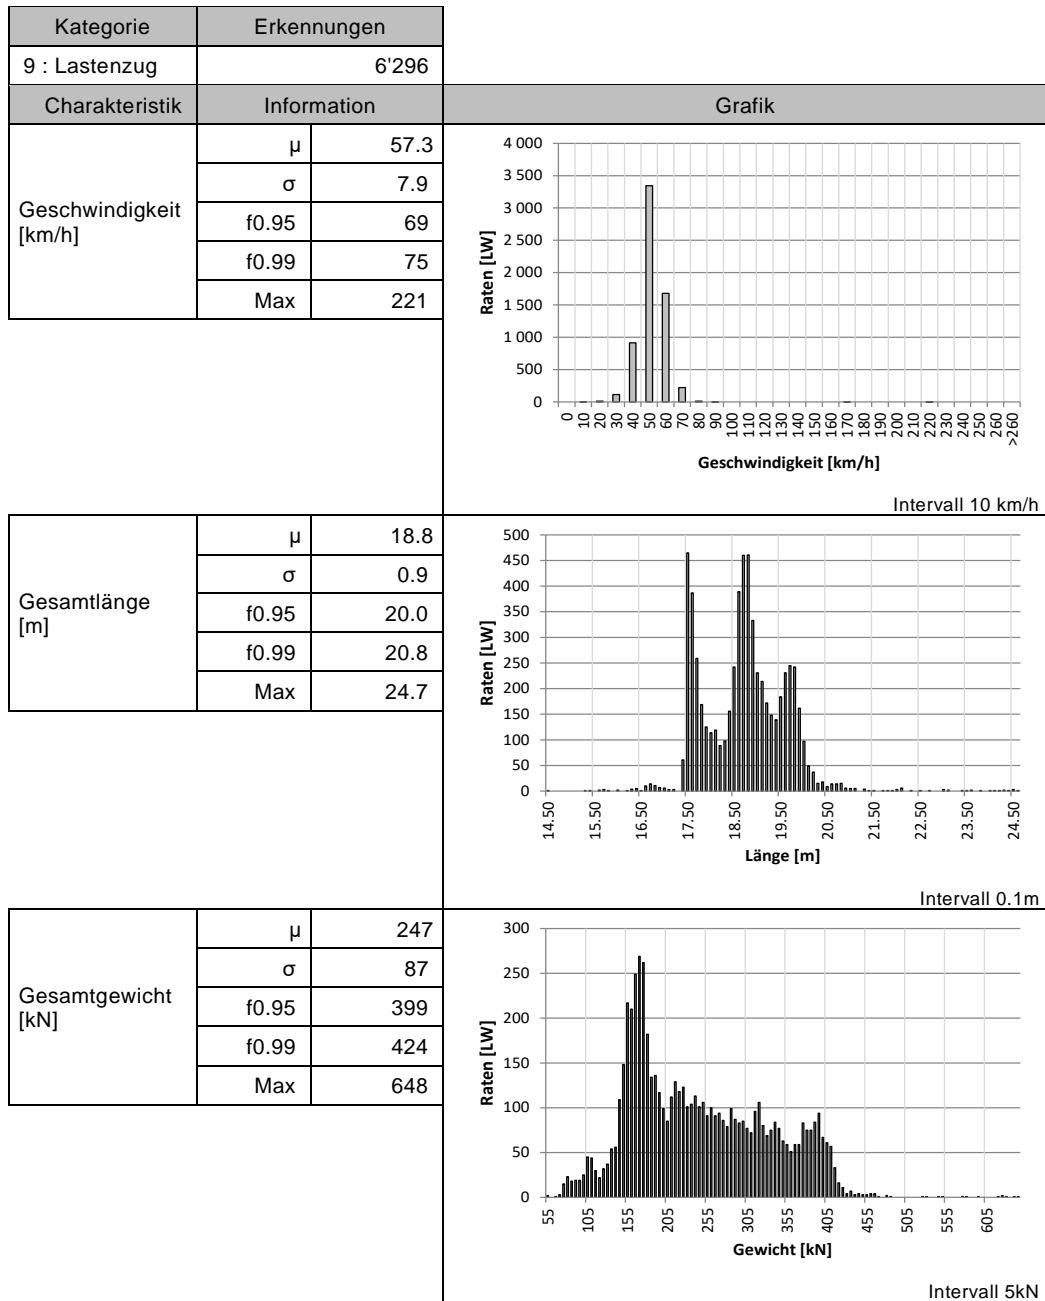 Kategorie Erkennungen
9 : Lastenzug 6'296
Charakteristik Information Grafik
Geschwindigkeit
[km/h]
µ 57.3
σ 7.9
f0.95 69
f0.99 75
Max 221
Raten [LW]
4 000
3 500
3 000
2 500
2 000
1 500
1 000
500
0
0 10 20 30 40 50 60 70 80 90 100 110 120 130 140 150 160 170 180 190 200 210 220 230 240 250 260 >260
Geschwindigkeit [km/h]
Intervall 10 km/h
Gesamtlänge
[m]
µ 18.8
σ 0.9
f0.95 20.0
f0.99 20.8
Max 24.7
Raten [LW]
500
450
400
350
300
250
200
150
100
50
0
14.50 15.50 16.50 17.50 18.50 19.50 20.50 21.50 22.50 23.50 24.50
Länge [m]
Intervall 0.1m
Gesamtgewicht
[kN]
µ 247
σ 87
f0.95 399
f0.99 424
Max 648
Raten [LW]
300
250
200
150
100
50
0
55 105 155 205 255 305 355 405 455 505 555 605
Gewicht [kN]
Intervall 5kN